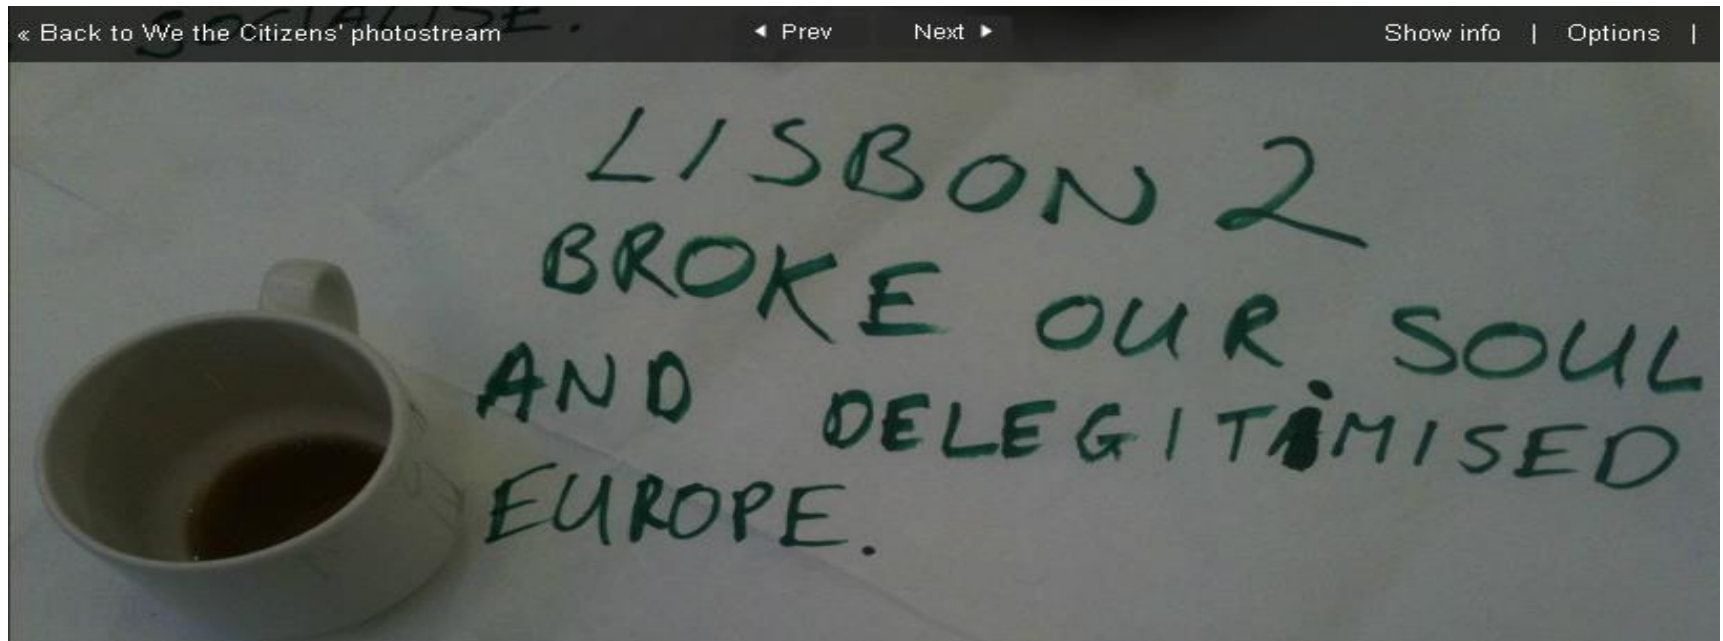 « Back to We the Citizens' photostream ◄ Prev Next ► Show info | Options |
SOCIALISE.
LISBON 2
BROKE OUR SOUL
AND DELEGITIMISED
EUROPE.